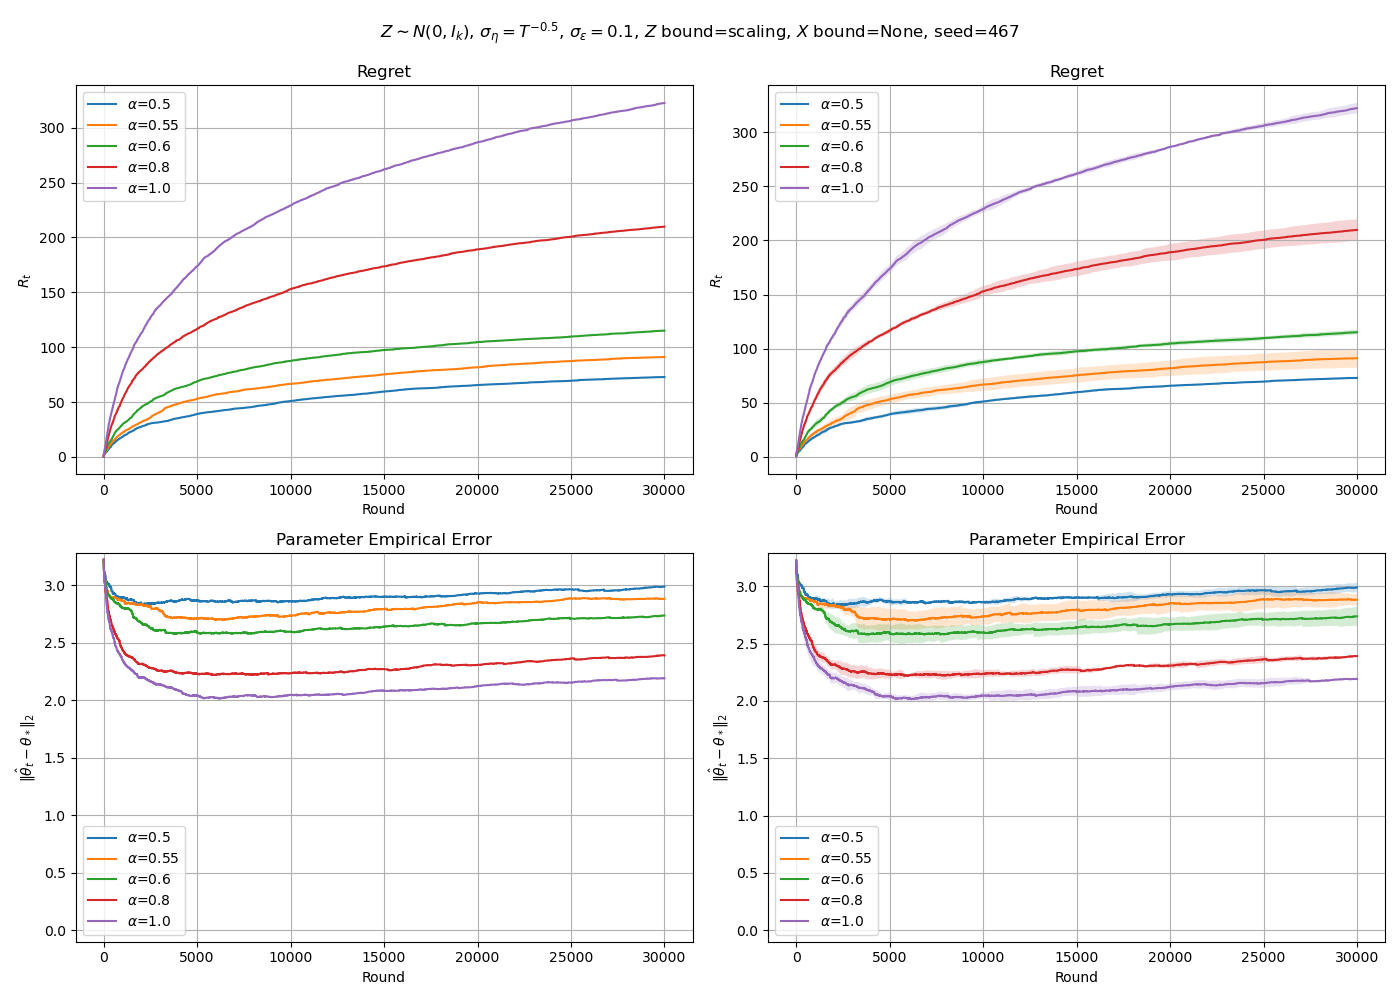 Z ∼ N(0, I_k), σ_η = T^{−0.5}, σ_ε = 0.1, Z bound=scaling, X bound=None, seed=467
Regret
R_t
300
250
200
150
100
50
0
α=0.5
α=0.55
α=0.6
α=0.8
α=1.0
0 5000 10000 15000 20000 25000 30000
Round
Regret
R_t
300
250
200
150
100
50
0
α=0.5
α=0.55
α=0.6
α=0.8
α=1.0
0 5000 10000 15000 20000 25000 30000
Round
Parameter Empirical Error
‖θ̂_t − θ_*‖_2
3.0
2.5
2.0
1.5
1.0
0.5
0.0
α=0.5
α=0.55
α=0.6
α=0.8
α=1.0
0 5000 10000 15000 20000 25000 30000
Round
Parameter Empirical Error
‖θ̂_t − θ_*‖_2
3.0
2.5
2.0
1.5
1.0
0.5
0.0
α=0.5
α=0.55
α=0.6
α=0.8
α=1.0
0 5000 10000 15000 20000 25000 30000
Round